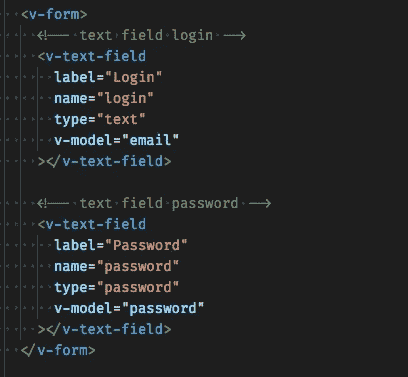 <v-form>
<!-- text field login -->
<v-text-field
label="Login"
name="login"
type="text"
v-model="email"
></v-text-field>
<!-- text field password -->
<v-text-field
label="Password"
name="password"
type="password"
v-model="password"
></v-text-field>
</v-form>